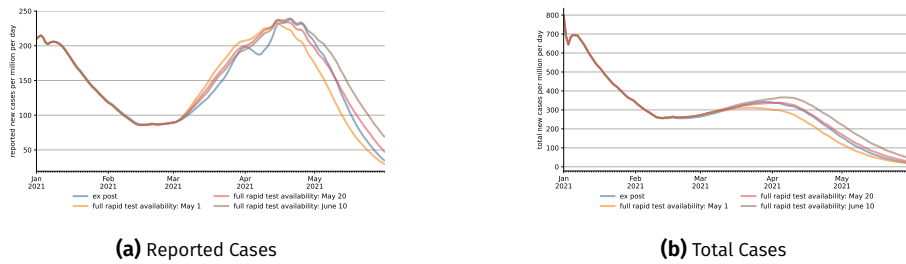 250
200
150
100
50
reported new cases per million per day
Jan
2021
Feb
2021
Mar
2021
Apr
2021
May
2021
ex post
full rapid test availability: May 1
full rapid test availability: May 20
full rapid test availability: June 10
(a) Reported Cases
800
700
600
500
400
300
200
100
0
total new cases per million per day
Jan
2021
Feb
2021
Mar
2021
Apr
2021
May
2021
ex post
full rapid test availability: May 1
full rapid test availability: May 20
full rapid test availability: June 10
(b) Total Cases